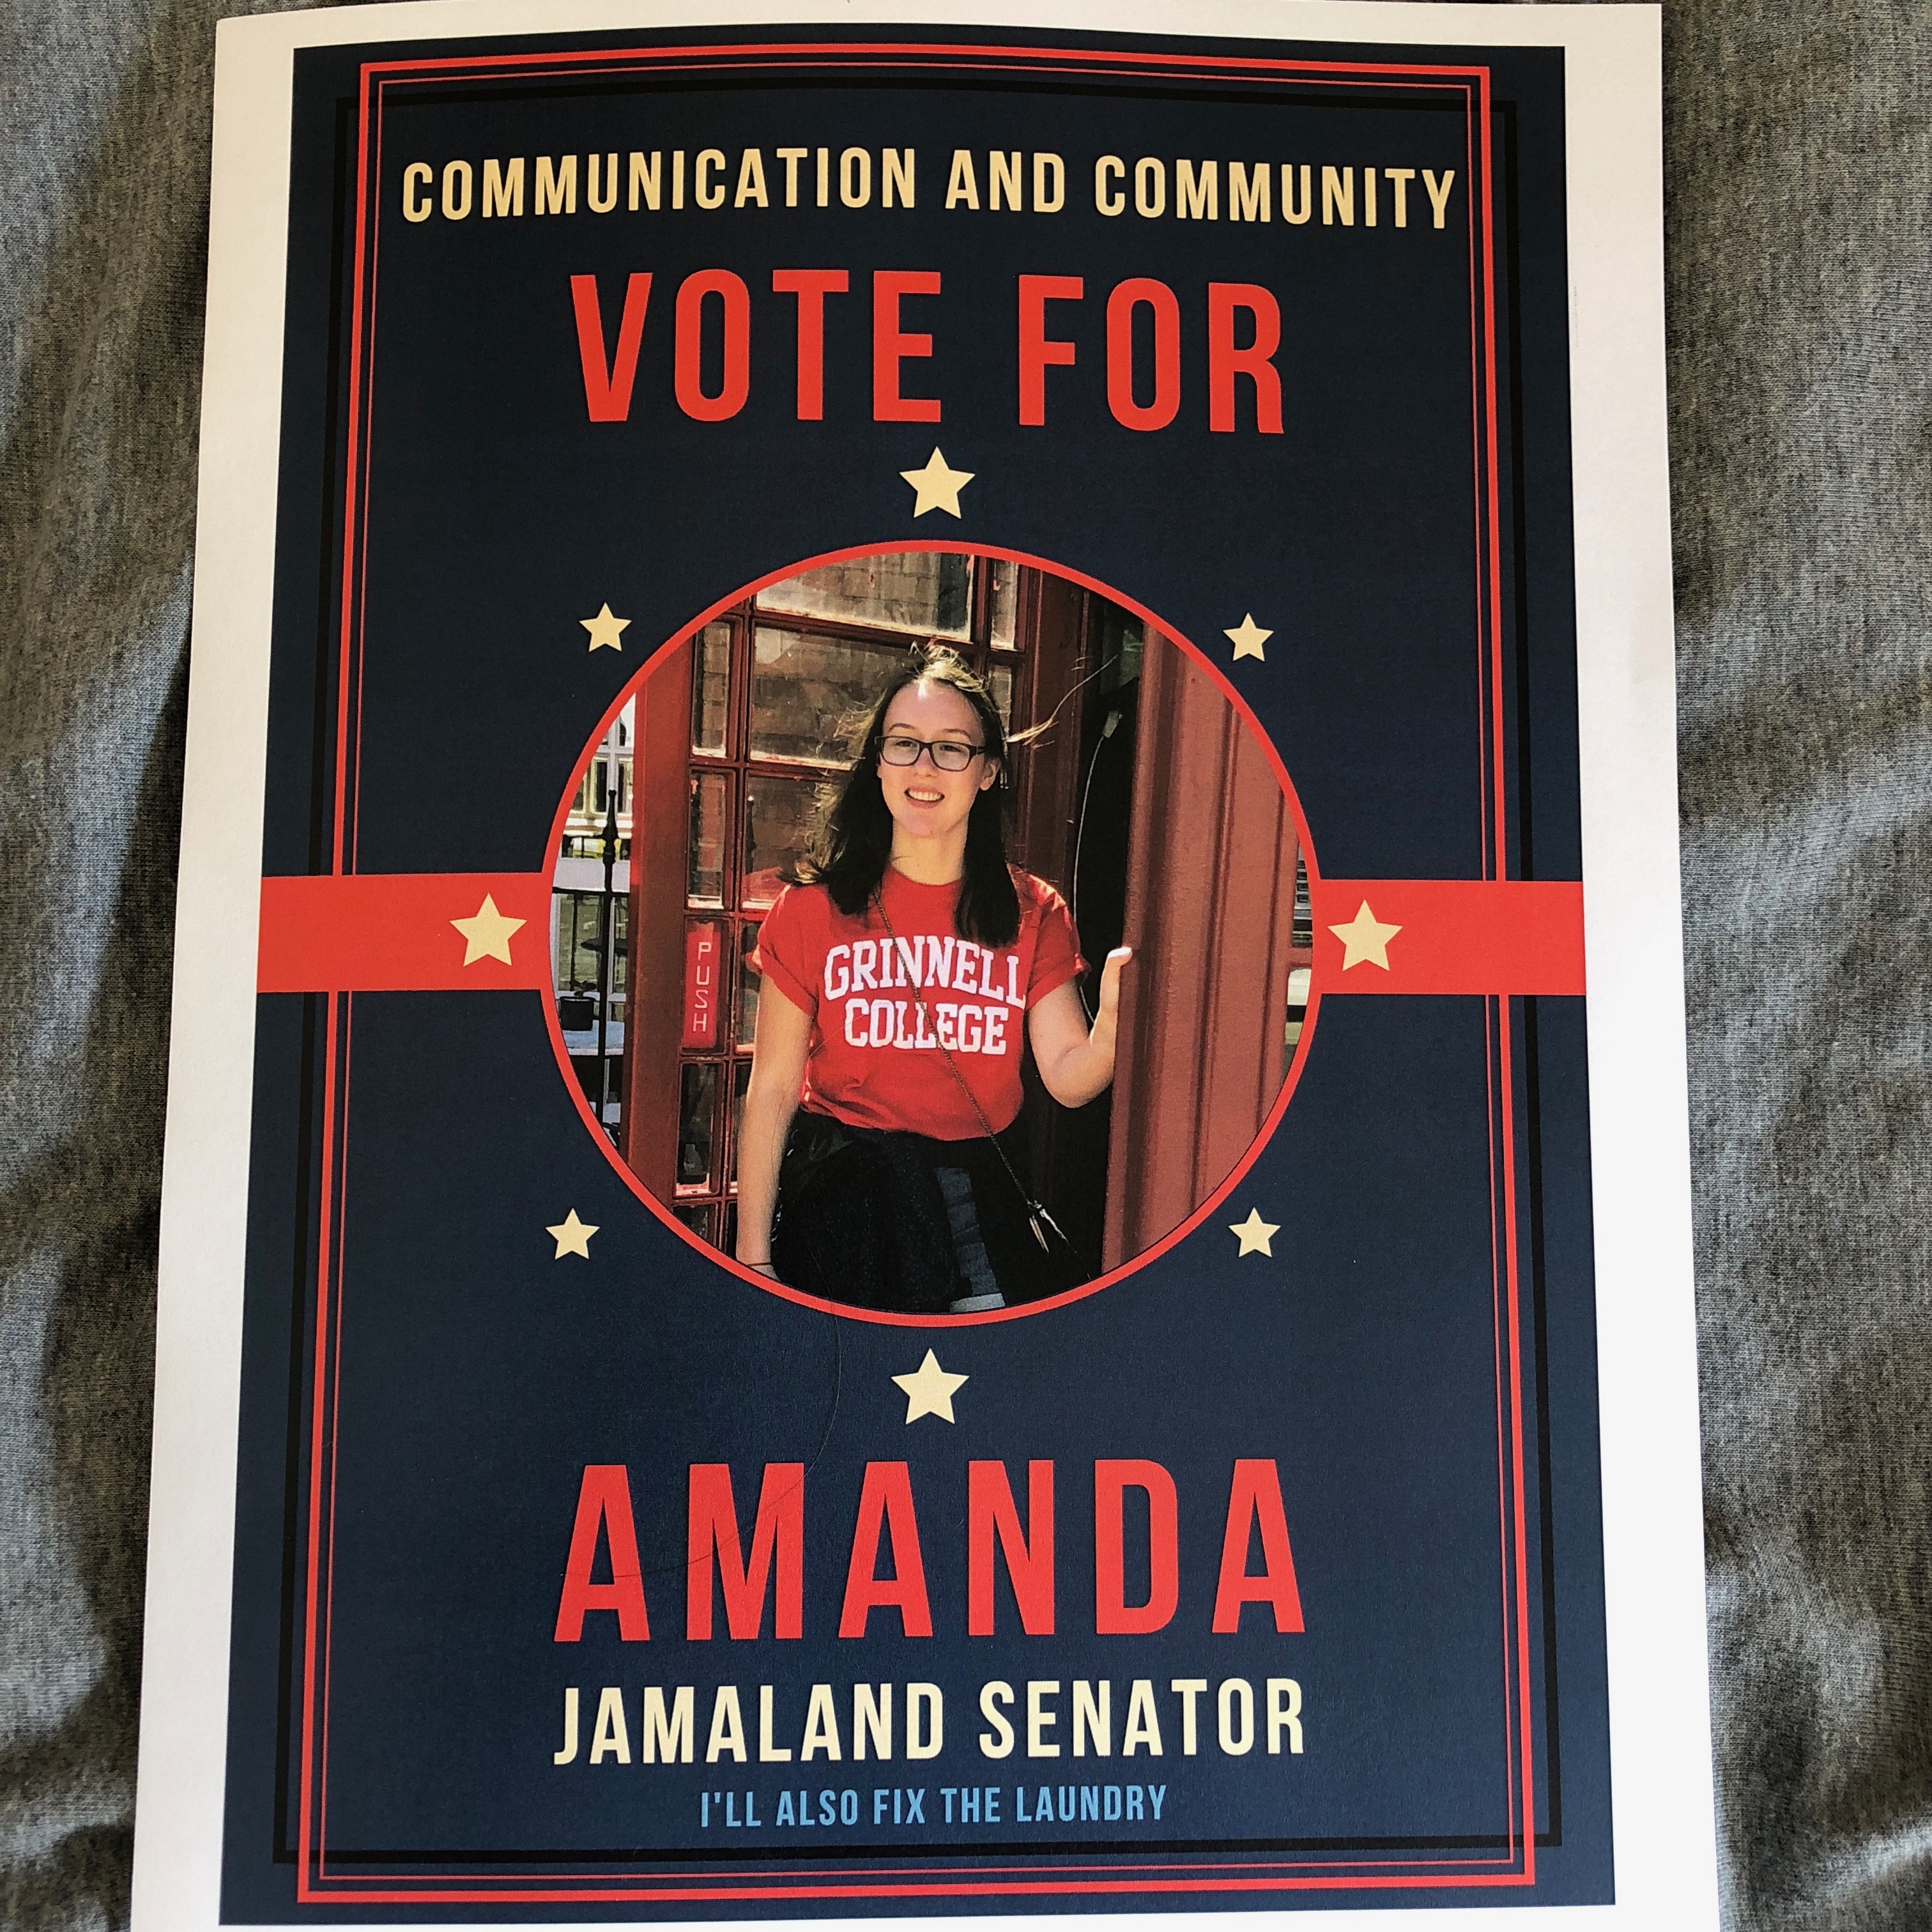 COMMUNICATION AND COMMUNITY
VOTE FOR
PUSH
GRINNELL
COLLEGE
AMANDA
JAMALAND SENATOR
I'LL ALSO FIX THE LAUNDRY